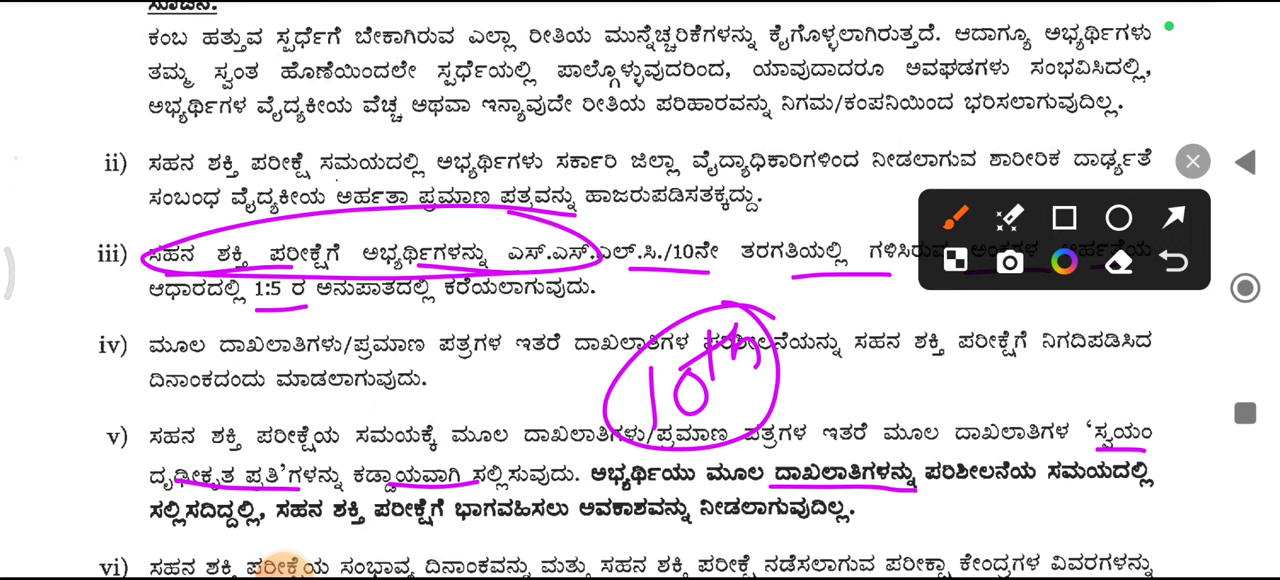 ಸೂಚನೆ:
ಕಂಬ ಹತ್ತುವ ಸ್ಪರ್ಧೆಗೆ ಬೇಕಾಗಿರುವ ಎಲ್ಲಾ ರೀತಿಯ ಮುನ್ನೆಚ್ಚರಿಕೆಗಳನ್ನು ಕೈಗೊಳ್ಳಲಾಗಿರುತ್ತದೆ. ಆದಾಗ್ಯೂ ಅಭ್ಯರ್ಥಿಗಳು
ತಮ್ಮ ಸ್ವಂತ ಹೊಣೆಯಿಂದಲೇ ಸ್ಪರ್ಧೆಯಲ್ಲಿ ಪಾಲ್ಗೊಳ್ಳುವುದರಿಂದ, ಯಾವುದಾದರೂ ಅವಘಡಗಳು ಸಂಭವಿಸಿದಲ್ಲಿ,
ಅಭ್ಯರ್ಥಿಗಳ ವೈದ್ಯಕೀಯ ವೆಚ್ಚ ಅಥವಾ ಇನ್ಯಾವುದೇ ರೀತಿಯ ಪರಿಹಾರವನ್ನು ನಿಗಮ/ಕಂಪನಿಯಿಂದ ಭರಿಸಲಾಗುವುದಿಲ್ಲ.
ii) ಸಹನ ಶಕ್ತಿ ಪರೀಕ್ಷೆ ಸಮಯದಲ್ಲಿ ಅಭ್ಯರ್ಥಿಗಳು ಸರ್ಕಾರಿ ಜಿಲ್ಲಾ ವೈದ್ಯಾಧಿಕಾರಿಗಳಿಂದ ನೀಡಲಾಗುವ ಶಾರೀರಿಕ ದಾರ್ಢ್ಯತೆ
ಸಂಬಂಧ ವೈದ್ಯಕೀಯ ಅರ್ಹತಾ ಪ್ರಮಾಣ ಪತ್ರವನ್ನು ಹಾಜರುಪಡಿಸತಕ್ಕದ್ದು.
iii) ಸಹನ ಶಕ್ತಿ ಪರೀಕ್ಷೆಗೆ ಅಭ್ಯರ್ಥಿಗಳನ್ನು ಎಸ್.ಎಸ್.ಎಲ್.ಸಿ./10ನೇ ತರಗತಿಯಲ್ಲಿ ಗಳಿಸಿರುವ ಅಂಕಗಳ ಅರ್ಹತೆಯ
ಆಧಾರದಲ್ಲಿ 1:5 ರ ಅನುಪಾತದಲ್ಲಿ ಕರೆಯಲಾಗುವುದು.
iv) ಮೂಲ ದಾಖಲಾತಿಗಳು/ಪ್ರಮಾಣ ಪತ್ರಗಳ ಇತರೆ ದಾಖಲಾತಿಗಳ ಪರಿಶೀಲನೆಯನ್ನು ಸಹನ ಶಕ್ತಿ ಪರೀಕ್ಷೆಗೆ ನಿಗದಿಪಡಿಸಿದ
ದಿನಾಂಕದಂದು ಮಾಡಲಾಗುವುದು.
10th
v) ಸಹನ ಶಕ್ತಿ ಪರೀಕ್ಷೆಯ ಸಮಯಕ್ಕೆ ಮೂಲ ದಾಖಲಾತಿಗಳು/ಪ್ರಮಾಣ ಪತ್ರಗಳ ಇತರೆ ಮೂಲ ದಾಖಲಾತಿಗಳ ‘ಸ್ವಯಂ
ದೃಢೀಕೃತ ಪ್ರತಿ’ಗಳನ್ನು ಕಡ್ಡಾಯವಾಗಿ ಸಲ್ಲಿಸುವುದು. ಅಭ್ಯರ್ಥಿಯು ಮೂಲ ದಾಖಲಾತಿಗಳನ್ನು ಪರಿಶೀಲನೆಯ ಸಮಯದಲ್ಲಿ
ಸಲ್ಲಿಸದಿದ್ದಲ್ಲಿ, ಸಹನ ಶಕ್ತಿ ಪರೀಕ್ಷೆಗೆ ಭಾಗವಹಿಸಲು ಅವಕಾಶವನ್ನು ನೀಡಲಾಗುವುದಿಲ್ಲ.
vi) ಸಹನ ಶಕ್ತಿ ಪರೀಕ್ಷೆಯ ಸಂಭಾವ್ಯ ದಿನಾಂಕವನ್ನು ಮತ್ತು ಸಹನ ಶಕ್ತಿ ಪರೀಕ್ಷೆ ನಡೆಸಲಾಗುವ ಪರೀಕ್ಷಾ ಕೇಂದ್ರಗಳ ವಿವರಗಳನ್ನು